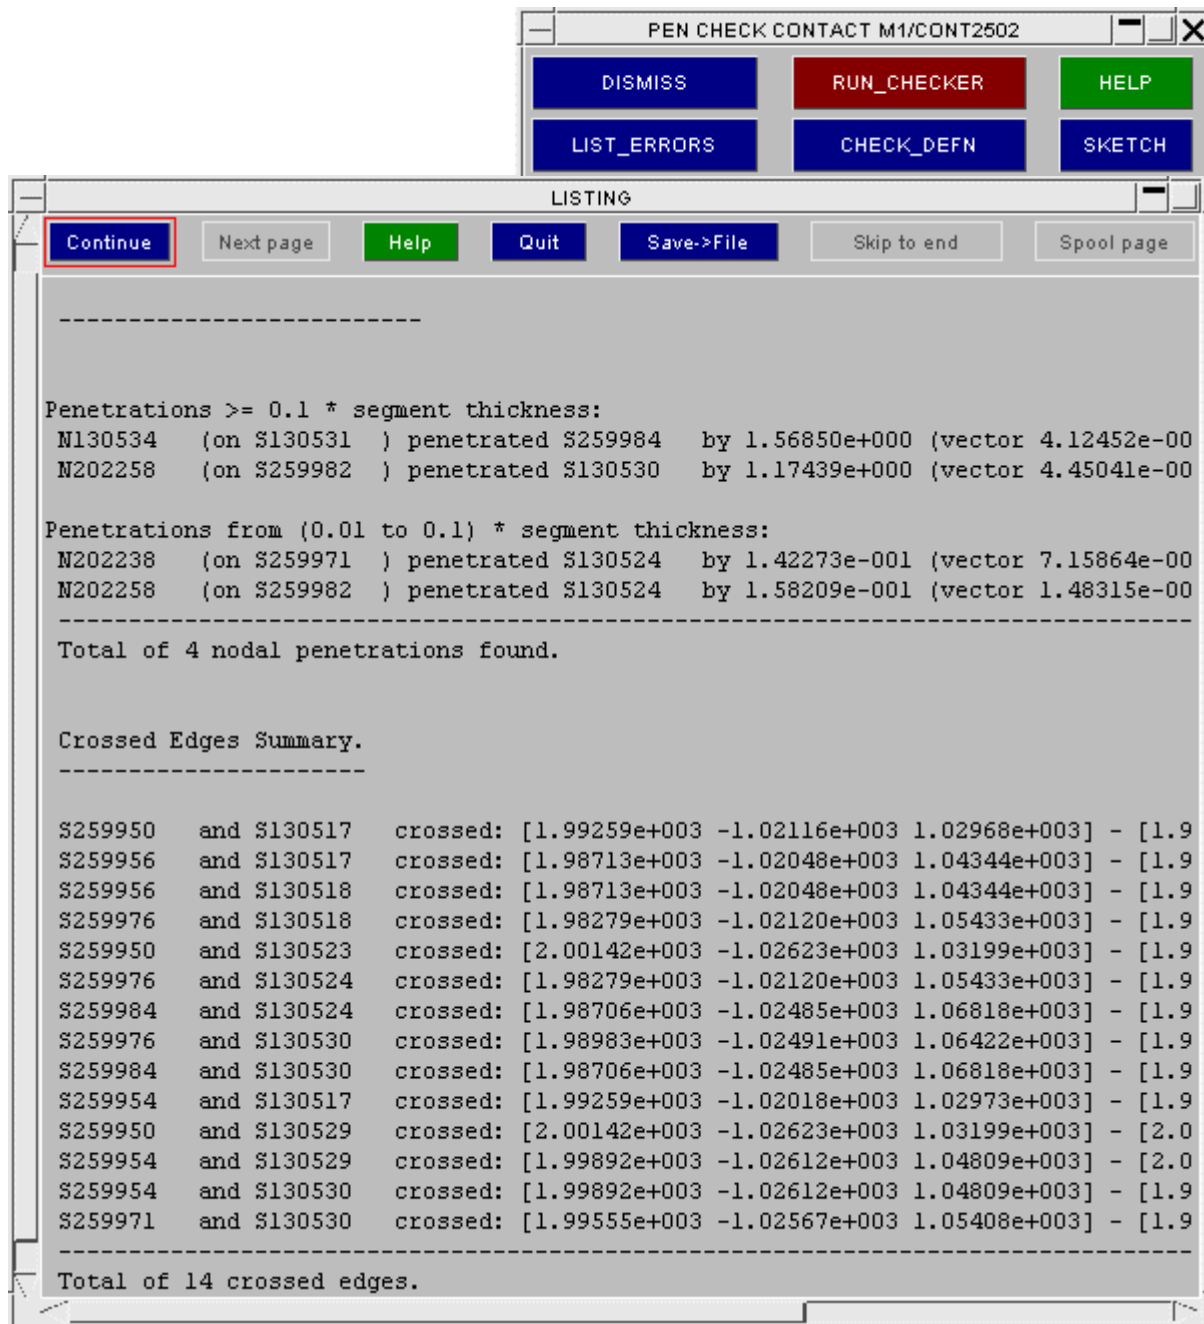 PEN CHECK CONTACT M1/CONT2502
DISMISS RUN_CHECKER HELP
LIST_ERRORS CHECK_DEFN SKETCH
LISTING
Continue Next page Help Quit Save->File Skip to end Spool page
--------------------------
Penetrations >= 0.1 * segment thickness:
N130534 (on S130531 ) penetrated S259984 by 1.56850e+000 (vector 4.12452e-00
N202258 (on S259982 ) penetrated S130530 by 1.17439e+000 (vector 4.45041e-00
Penetrations from (0.01 to 0.1) * segment thickness:
N202238 (on S259971 ) penetrated S130524 by 1.42273e-001 (vector 7.15864e-00
N202258 (on S259982 ) penetrated S130524 by 1.58209e-001 (vector 1.48315e-00
---------------------------------------------------------------------------------
Total of 4 nodal penetrations found.
Crossed Edges Summary.
----------------------
S259950 and S130517 crossed: [1.99259e+003 -1.02116e+003 1.02968e+003] - [1.9
S259956 and S130517 crossed: [1.98713e+003 -1.02048e+003 1.04344e+003] - [1.9
S259956 and S130518 crossed: [1.98713e+003 -1.02048e+003 1.04344e+003] - [1.9
S259976 and S130518 crossed: [1.98279e+003 -1.02120e+003 1.05433e+003] - [1.9
S259950 and S130523 crossed: [2.00142e+003 -1.02623e+003 1.03199e+003] - [1.9
S259976 and S130524 crossed: [1.98279e+003 -1.02120e+003 1.05433e+003] - [1.9
S259984 and S130524 crossed: [1.98706e+003 -1.02485e+003 1.06818e+003] - [1.9
S259976 and S130530 crossed: [1.98983e+003 -1.02491e+003 1.06422e+003] - [1.9
S259984 and S130530 crossed: [1.98706e+003 -1.02485e+003 1.06818e+003] - [1.9
S259954 and S130517 crossed: [1.99259e+003 -1.02018e+003 1.02973e+003] - [1.9
S259950 and S130529 crossed: [2.00142e+003 -1.02623e+003 1.03199e+003] - [2.0
S259954 and S130529 crossed: [1.99892e+003 -1.02612e+003 1.04809e+003] - [2.0
S259954 and S130530 crossed: [1.99892e+003 -1.02612e+003 1.04809e+003] - [1.9
S259971 and S130530 crossed: [1.99555e+003 -1.02567e+003 1.05408e+003] - [1.9
---------------------------------------------------------------------------------
Total of 14 crossed edges.